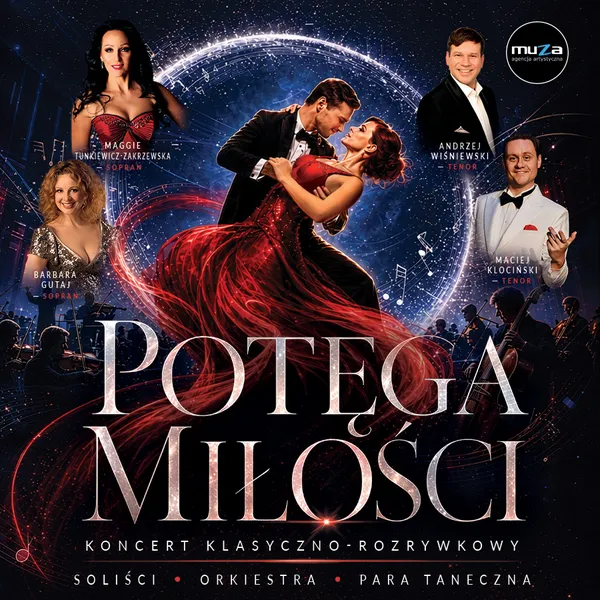 muza
agencja artystyczna
MAGGIE
TUNKIEWICZ-ZAKRZEWSKA
SOPRAN
ANDRZEJ
WIŚNIEWSKI
TENOR
BARBARA
GUTAJ
SOPRAN
MACIEJ
KLOCIŃSKI
TENOR
POTĘGA
MIŁOŚCI
KONCERT KLASYCZNO-ROZRYWKOWY
SOLIŚCI • ORKIESTRA • PARA TANECZNA